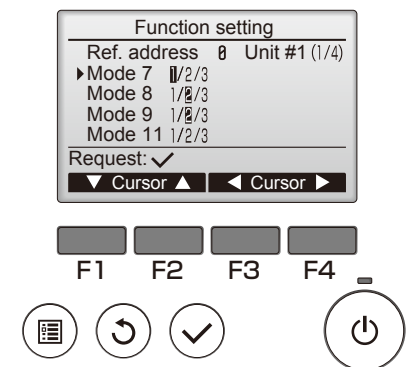 Function setting
Ref. address 0 Unit #1 (1/4)
Mode 7 1/2/3
Mode 8 1/2/3
Mode 9 1/2/3
Mode 11 1/2/3
Request: ✓
▼ Cursor ▲ ◀ Cursor ▶
F1 F2 F3 F4